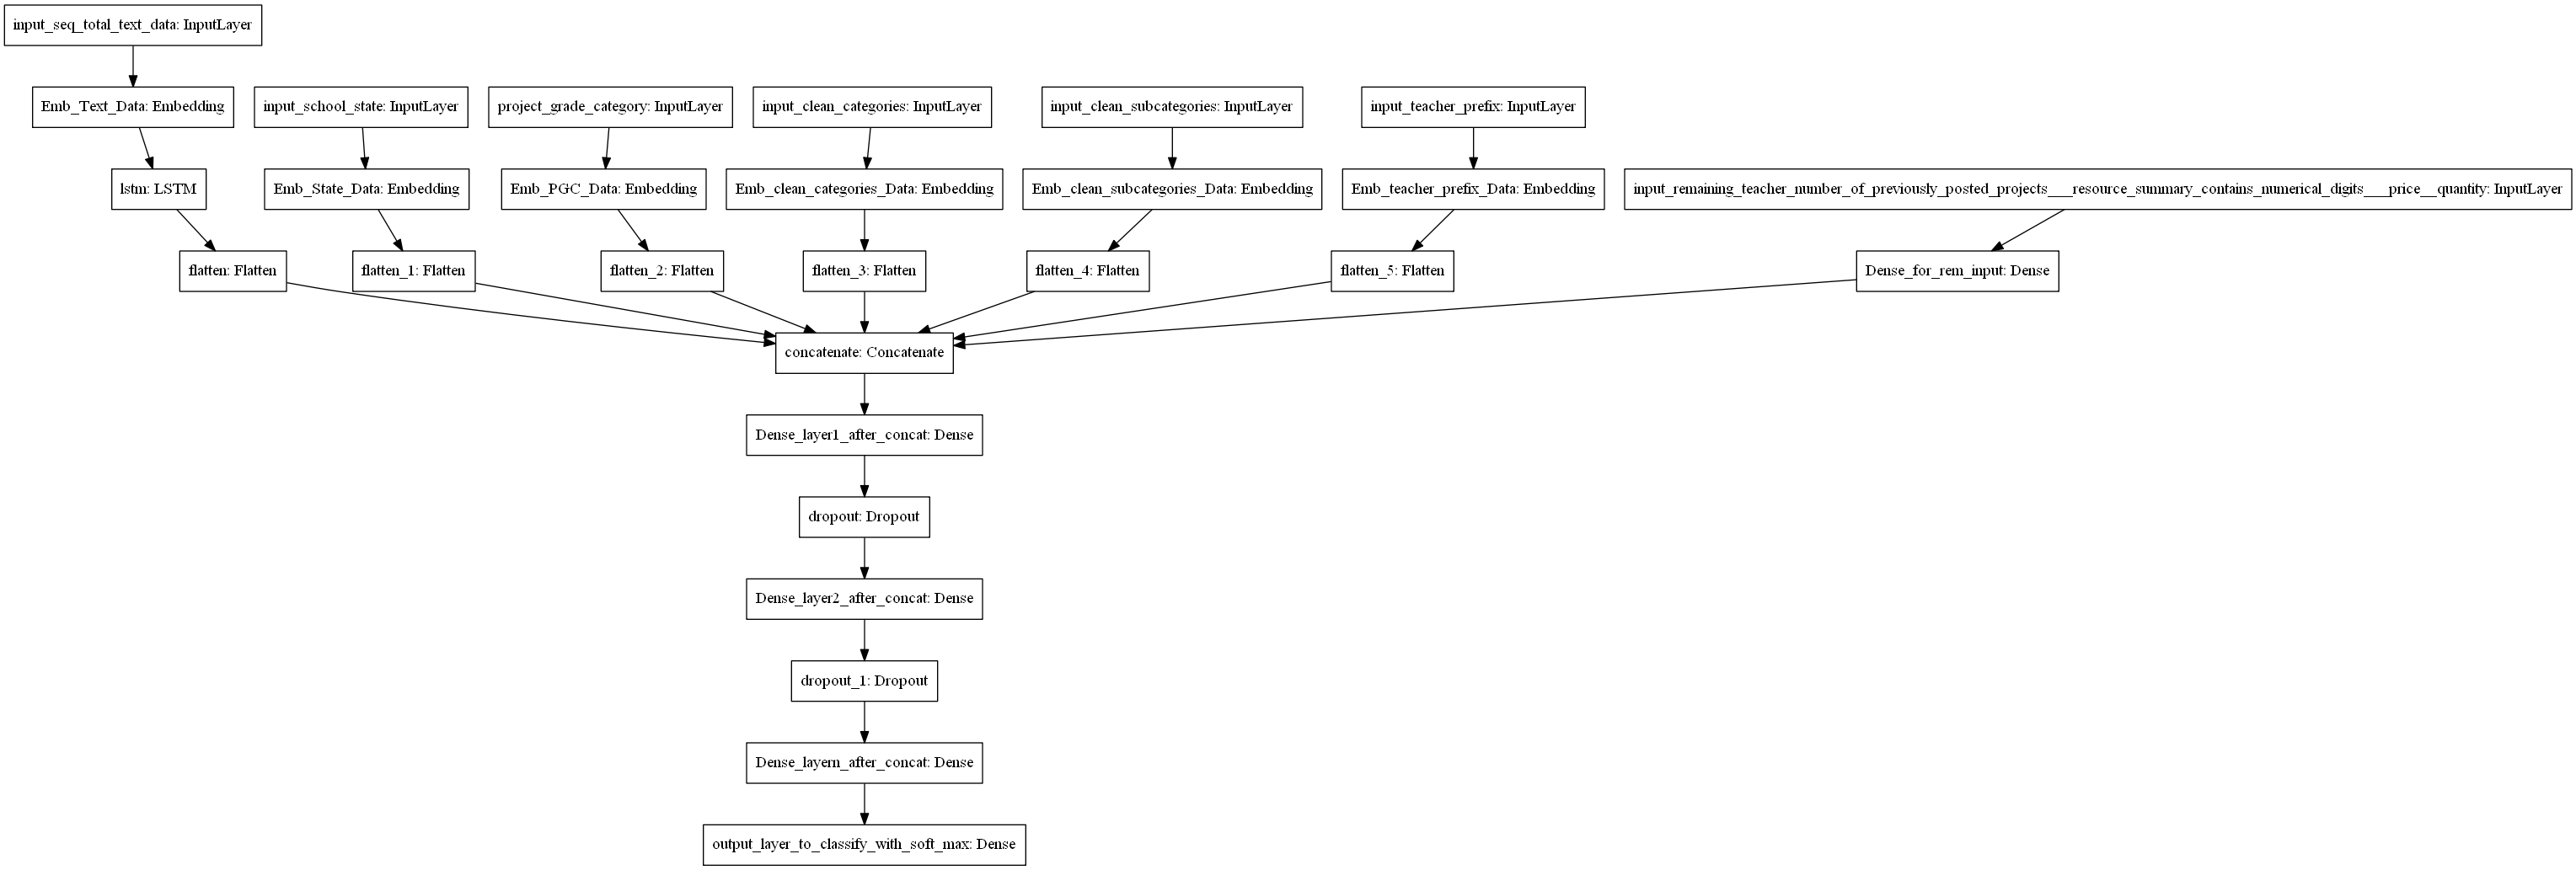 input_seq_total_text_data: InputLayer
Emb_Text_Data: Embedding
input_school_state: InputLayer
project_grade_category: InputLayer
input_clean_categories: InputLayer
input_clean_subcategories: InputLayer
input_teacher_prefix: InputLayer
lstm: LSTM
Emb_State_Data: Embedding
Emb_PGC_Data: Embedding
Emb_clean_categories_Data: Embedding
Emb_clean_subcategories_Data: Embedding
Emb_teacher_prefix_Data: Embedding
input_remaining_teacher_number_of_previously_posted_projects___resource_summary_contains_numerical_digits___price__quantity: InputLayer
flatten: Flatten
flatten_1: Flatten
flatten_2: Flatten
flatten_3: Flatten
flatten_4: Flatten
flatten_5: Flatten
Dense_for_rem_input: Dense
concatenate: Concatenate
Dense_layer1_after_concat: Dense
dropout: Dropout
Dense_layer2_after_concat: Dense
dropout_1: Dropout
Dense_layern_after_concat: Dense
output_layer_to_classify_with_soft_max: Dense